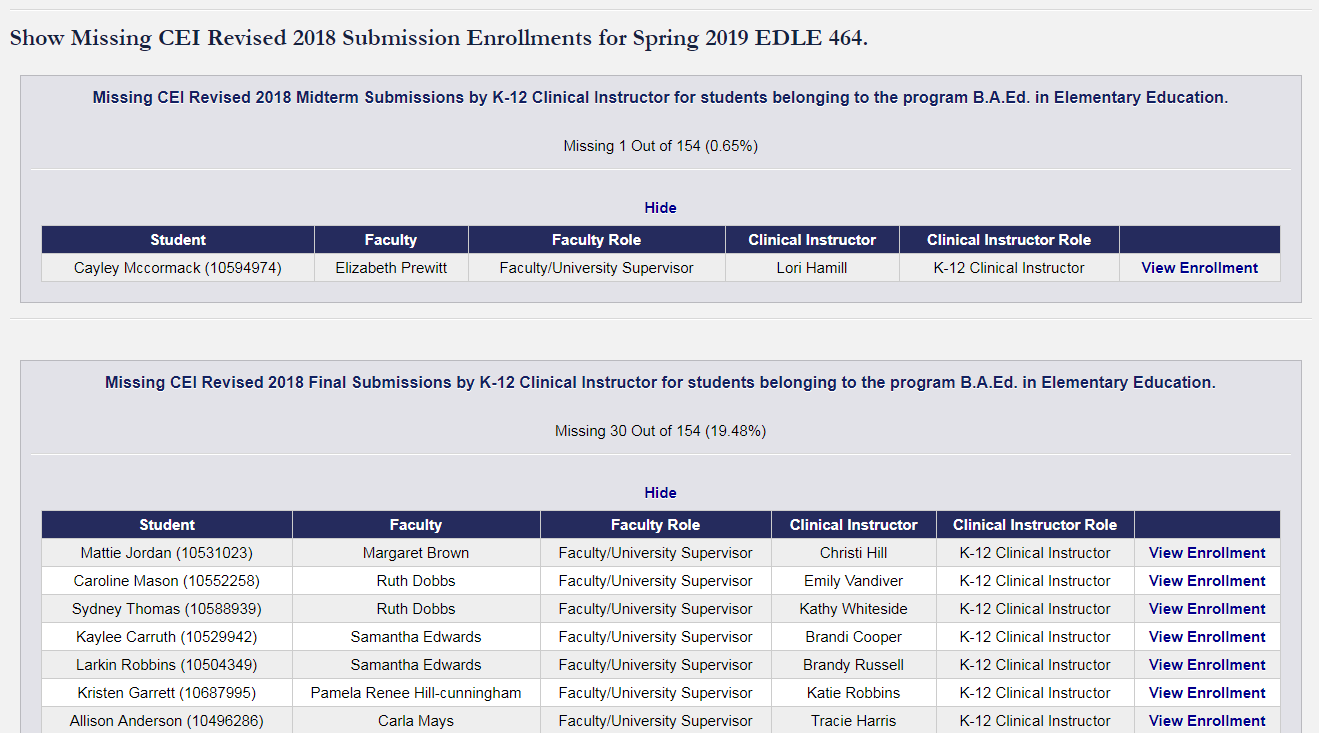 Show Missing CEI Revised 2018 Submission Enrollments for Spring 2019 EDLE 464.
Missing CEI Revised 2018 Midterm Submissions by K-12 Clinical Instructor for students belonging to the program B.A.Ed. in Elementary Education.
Missing 1 Out of 154 (0.65%)
Hide
Student Faculty Faculty Role Clinical Instructor Clinical Instructor Role
Cayley Mccormack (10594974) Elizabeth Prewitt Faculty/University Supervisor Lori Hamill K-12 Clinical Instructor View Enrollment
Missing CEI Revised 2018 Final Submissions by K-12 Clinical Instructor for students belonging to the program B.A.Ed. in Elementary Education.
Missing 30 Out of 154 (19.48%)
Hide
Student Faculty Faculty Role Clinical Instructor Clinical Instructor Role
Mattie Jordan (10531023) Margaret Brown Faculty/University Supervisor Christi Hill K-12 Clinical Instructor View Enrollment
Caroline Mason (10552258) Ruth Dobbs Faculty/University Supervisor Emily Vandiver K-12 Clinical Instructor View Enrollment
Sydney Thomas (10588939) Ruth Dobbs Faculty/University Supervisor Kathy Whiteside K-12 Clinical Instructor View Enrollment
Kaylee Carruth (10529942) Samantha Edwards Faculty/University Supervisor Brandi Cooper K-12 Clinical Instructor View Enrollment
Larkin Robbins (10504349) Samantha Edwards Faculty/University Supervisor Brandy Russell K-12 Clinical Instructor View Enrollment
Kristen Garrett (10687995) Pamela Renee Hill-cunningham Faculty/University Supervisor Katie Robbins K-12 Clinical Instructor View Enrollment
Allison Anderson (10496286) Carla Mays Faculty/University Supervisor Tracie Harris K-12 Clinical Instructor View Enrollment